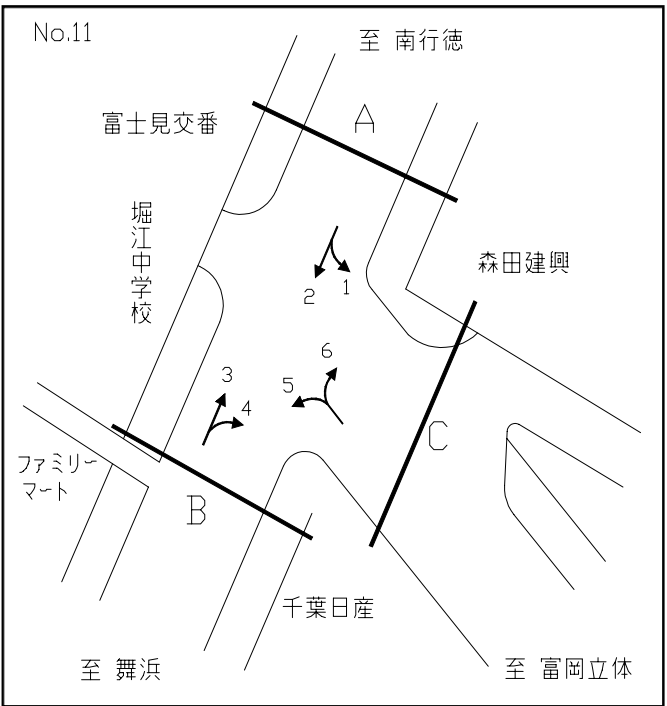 No.11
至 南行徳
富士見交番
A
堀江中学校
森田建興
2
1
6
3
5
4
C
ファミリー
マート
B
千葉日産
至 舞浜
至 富岡立体